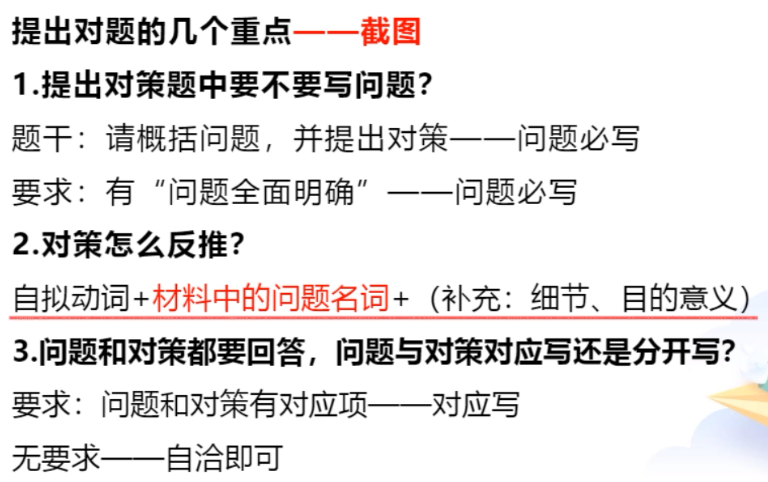 提出对题的几个重点——截图
1.提出对策题中要不要写问题？
题干：请概括问题，并提出对策——问题必写
要求：有“问题全面明确”——问题必写
2.对策怎么反推？
自拟动词+材料中的问题名词+（补充：细节、目的意义）
3.问题和对策都要回答，问题与对策对应写还是分开写？
要求：问题和对策有对应项——对应写
无要求——自洽即可